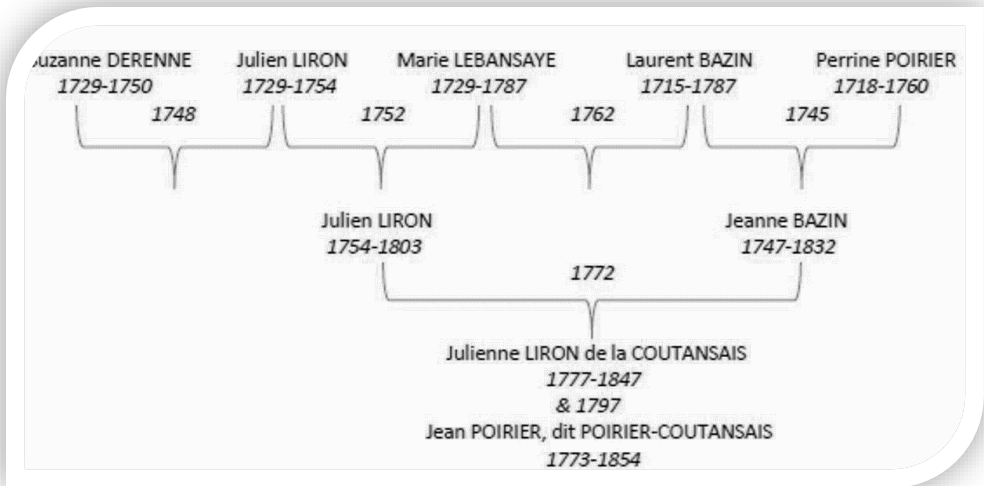 DERENNE Julien LIRON Marie LEBANSAYE Laurent BAZIN Perrine POIRIER
1729-1750 1729-1754 1729-1787 1715-1787 1718-1760
1748 1752 1762 1745
Julien LIRON Jeanne BAZIN
1754-1803 1747-1832
1772
Julienne LIRON de la COUTANSAIS
1777-1847
& 1797
Jean POIRIER, dit POIRIER-COUTANSAIS
1773-1854